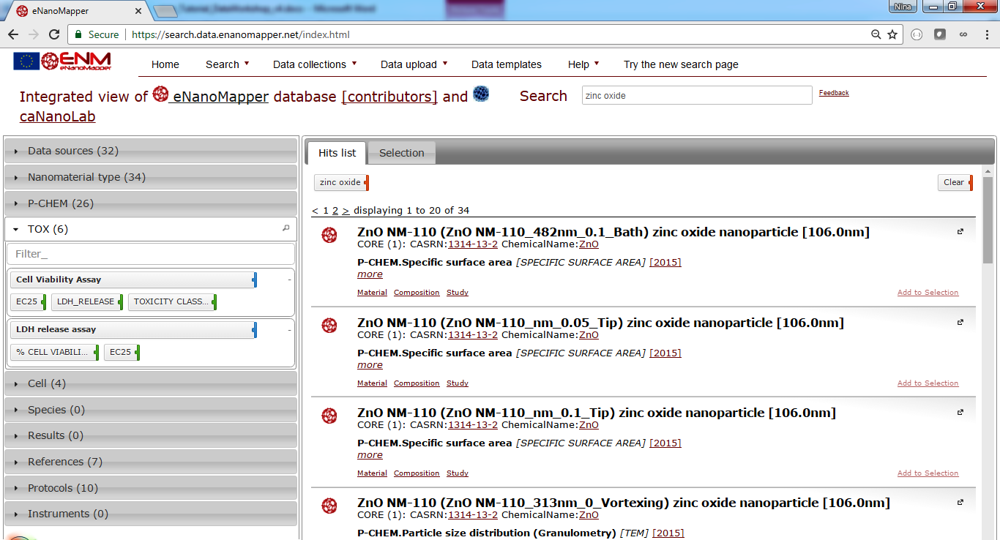 eNanoMapper
Tutorial_DataWorkshop_v4.docx - Microsoft Word
Nina
Secure
https://search.data.enanomapper.net/index.html
ENM
eNanoMapper
Home
Search
Data collections
Data upload
Data templates
Help
Try the new search page
Integrated view of eNanoMapper database [contributors] and
caNanoLab
Search
zinc oxide
Feedback
Data sources (32)
Nanomaterial type (34)
P-CHEM (26)
TOX (6)
Filter_
Cell Viability Assay
-
EC25
LDH_RELEASE
TOXICITY CLASS...
LDH release assay
-
% CELL VIABILI...
EC25
Cell (4)
Species (0)
Results (0)
References (7)
Protocols (10)
Instruments (0)
Hits list
Selection
zinc oxide
Clear
< 1 2 > displaying 1 to 20 of 34
ZnO NM-110 (ZnO NM-110_482nm_0.1_Bath) zinc oxide nanoparticle [106.0nm]
CORE (1): CASRN:1314-13-2 ChemicalName:ZnO
P-CHEM.Specific surface area [SPECIFIC SURFACE AREA] [2015]
more
Material Composition Study
Add to Selection
ZnO NM-110 (ZnO NM-110_nm_0.05_Tip) zinc oxide nanoparticle [106.0nm]
CORE (1): CASRN:1314-13-2 ChemicalName:ZnO
P-CHEM.Specific surface area [SPECIFIC SURFACE AREA] [2015]
more
Material Composition Study
Add to Selection
ZnO NM-110 (ZnO NM-110_nm_0.1_Tip) zinc oxide nanoparticle [106.0nm]
CORE (1): CASRN:1314-13-2 ChemicalName:ZnO
P-CHEM.Specific surface area [SPECIFIC SURFACE AREA] [2015]
more
Material Composition Study
Add to Selection
ZnO NM-110 (ZnO NM-110_313nm_0_Vortexing) zinc oxide nanoparticle [106.0nm]
CORE (1): CASRN:1314-13-2 ChemicalName:ZnO
P-CHEM.Particle size distribution (Granulometry) [TEM] [2015]